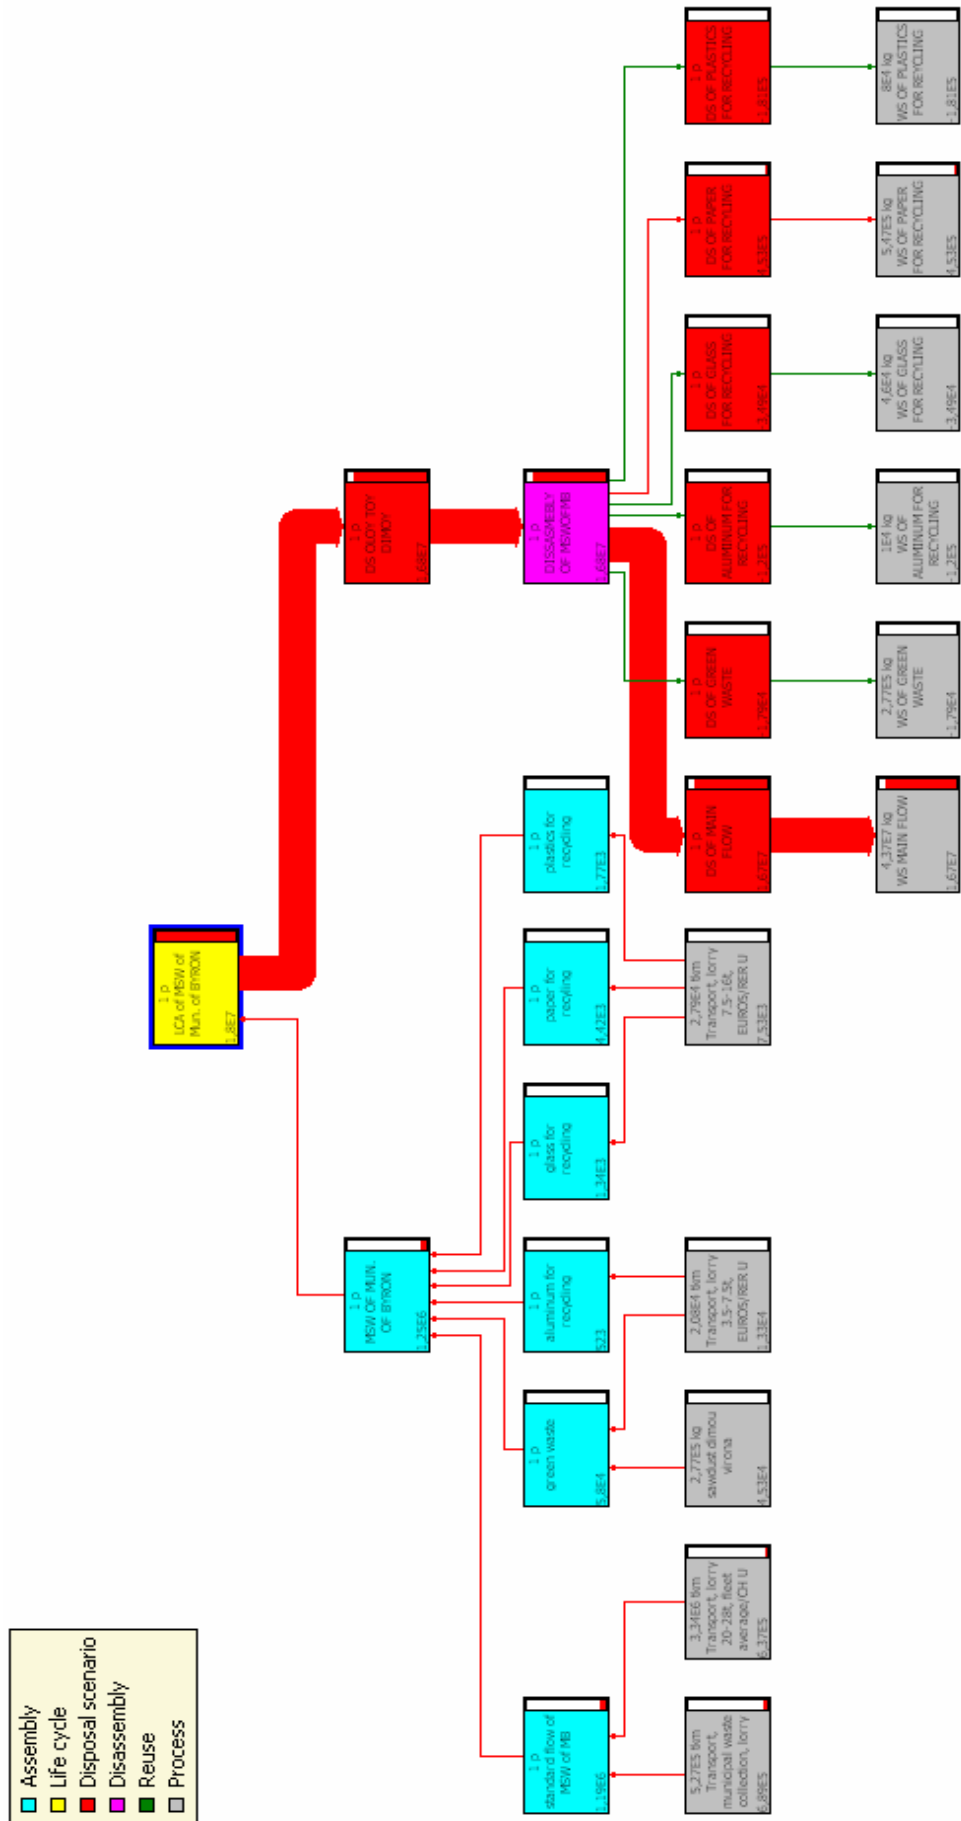 Assembly
Life cycle
Disposal scenario
Disassembly
Reuse
Process
1 p
LCA of MSW of
Mun. of BYRON
1,8E7
1 p
MSW OF MUN.
OF BYRON
1,25E6
1 p
DS OLOY TOY
DIMOY
1,68E7
1 p
standard flow of
MSW of MB
1,19E6
1 p
green waste
5,8E4
1 p
aluminum for
recycling
523
1 p
glass for
recycling
1,34E3
1 p
paper for
recyling
4,42E3
1 p
plastics for
recycling
1,77E3
1 p
DISSASMEBLY
OF MSWOFMB
1,68E7
5,27E5 tkm
Transport,
municipal waste
collection, lorry
6,89E5
3,34E6 tkm
Transport, lorry
20-28t, fleet
average/CH U
6,37E5
2,77E5 kg
sawdust dimou
virona
4,53E4
2,08E4 tkm
Transport, lorry
3.5-7.5t,
EURO5/RER U
1,33E4
2,79E4 tkm
Transport, lorry
7.5-16t,
EURO5/RER U
7,53E3
1 p
DS OF MAIN
FLOW
1,67E7
1 p
DS OF GREEN
WASTE
-1,79E4
1 p
DS OF
ALUMINUM FOR
RECYCLING
-1,2E5
1 p
DS OF GLASS
FOR RECYCLING
-3,49E4
1 p
DS OF PAPER
FOR RECYCLING
4,53E5
1 p
DS OF PLASTICS
FOR RECYCLING
-1,81E5
4,37E7 kg
WS MAIN FLOW
1,67E7
2,77E5 kg
WS OF GREEN
WASTE
-1,79E4
1E4 kg
WS OF
ALUMINUM FOR
RECYCLING
-1,2E5
4,6E4 kg
WS OF GLASS
FOR RECYLING
-3,49E4
5,47E5 kg
WS OF PAPER
FOR RECYLING
4,53E5
8E4 kg
WS OF PLASTICS
FOR REYCLING
-1,81E5